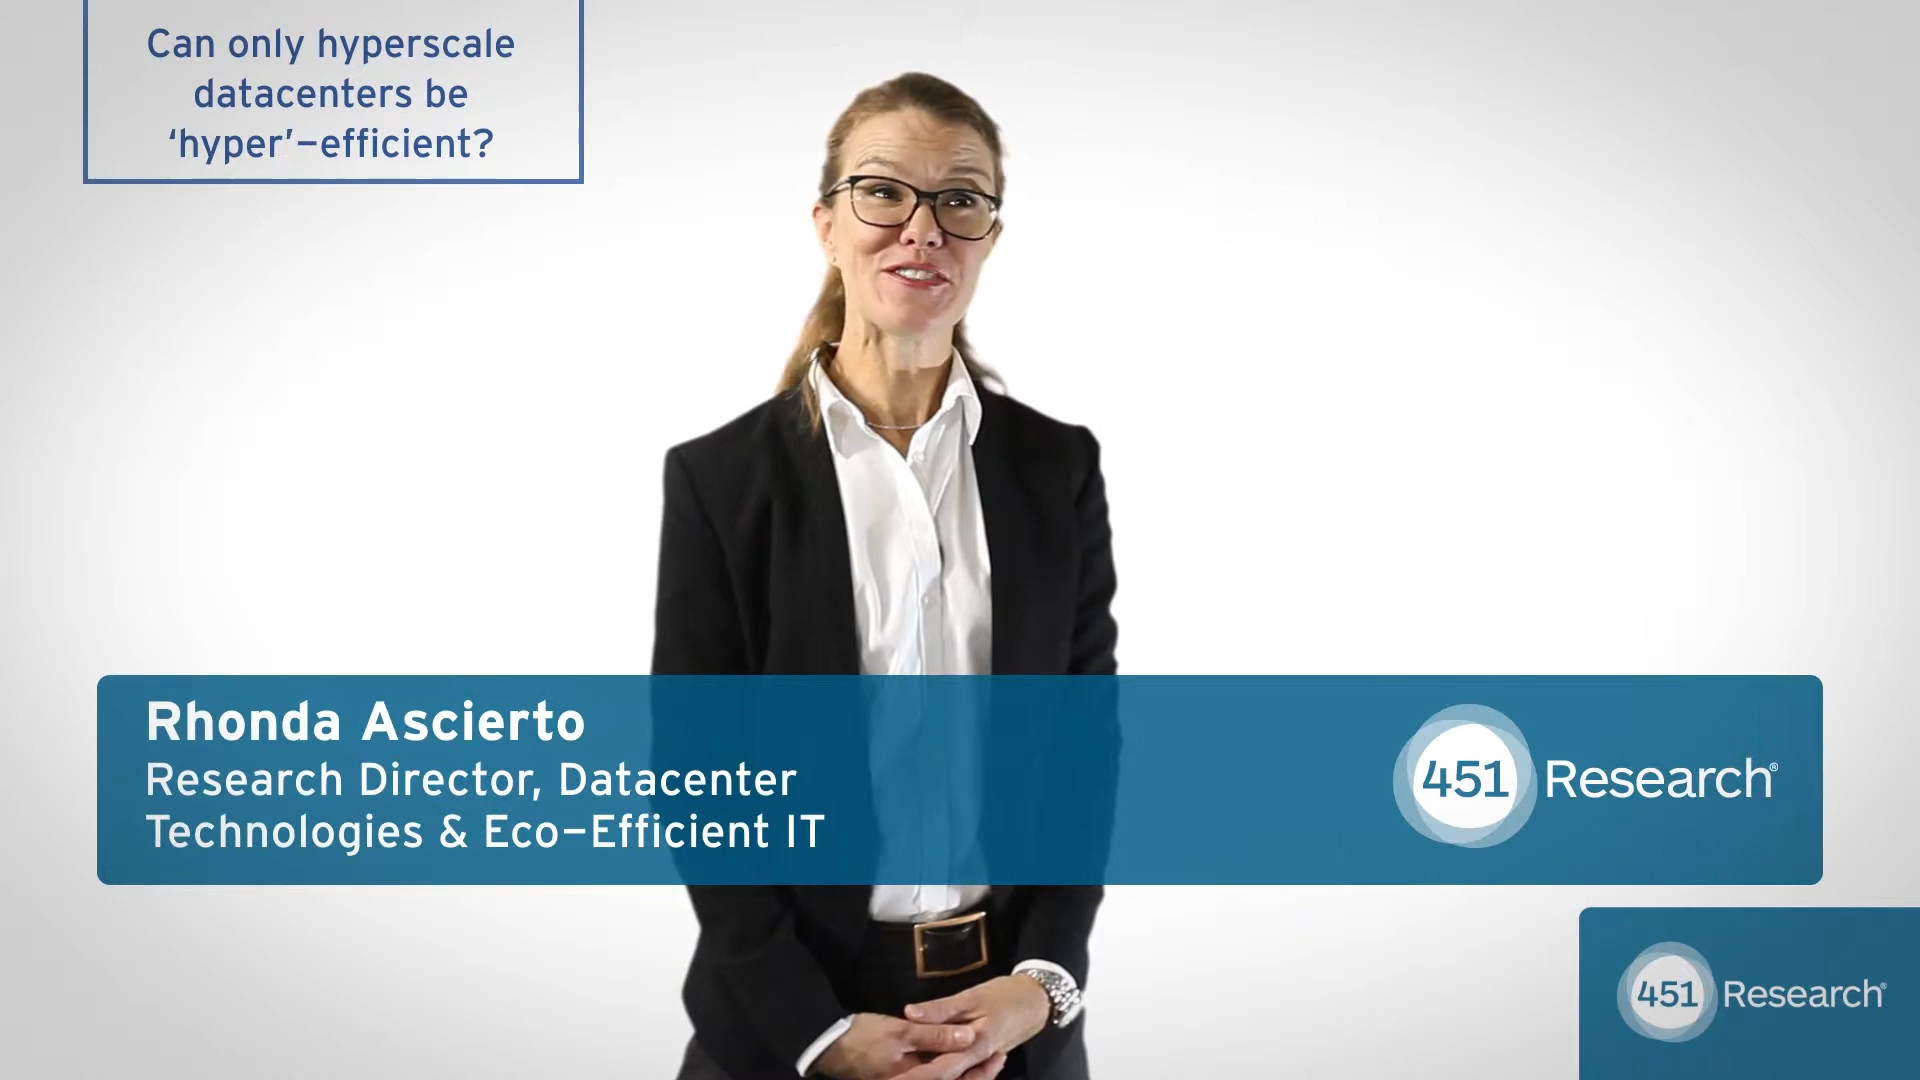 Can only hyperscale
datacenters be
‘hyper’–efficient?
Rhonda Ascierto
Research Director, Datacenter
Technologies & Eco–Efficient IT
451 Research®
451 Research®